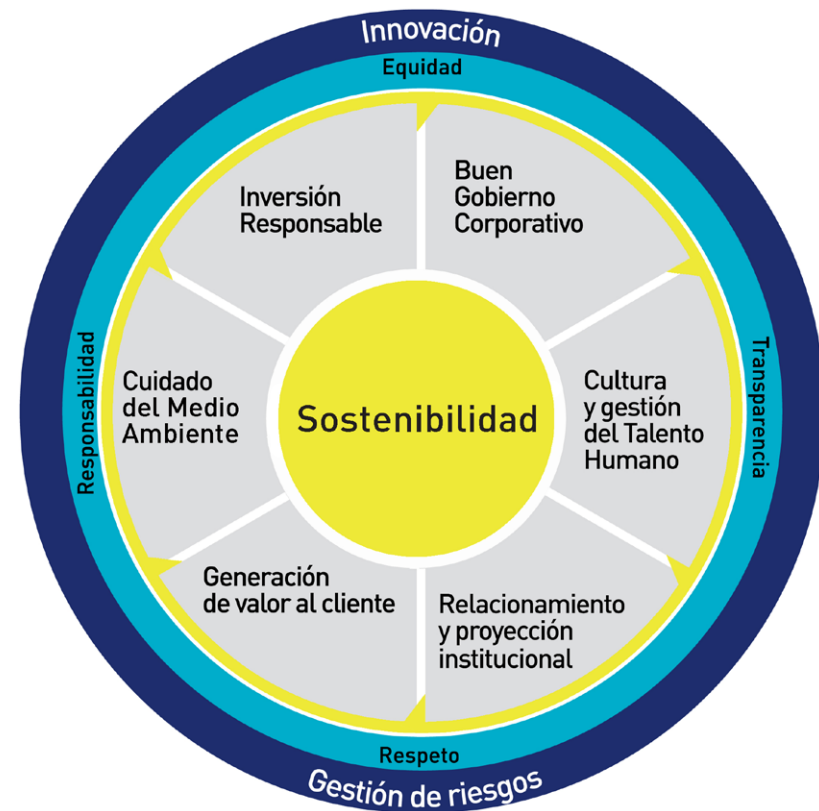 Innovación
Equidad
Inversión
Responsable
Buen
Gobierno
Corporativo
Responsabilidad
Cuidado
del Medio
Ambiente
Sostenibilidad
Cultura
y gestión
del Talento
Humano
Transparencia
Generación
de valor al cliente
Relacionamiento
y proyección
institucional
Respeto
Gestión de riesgos